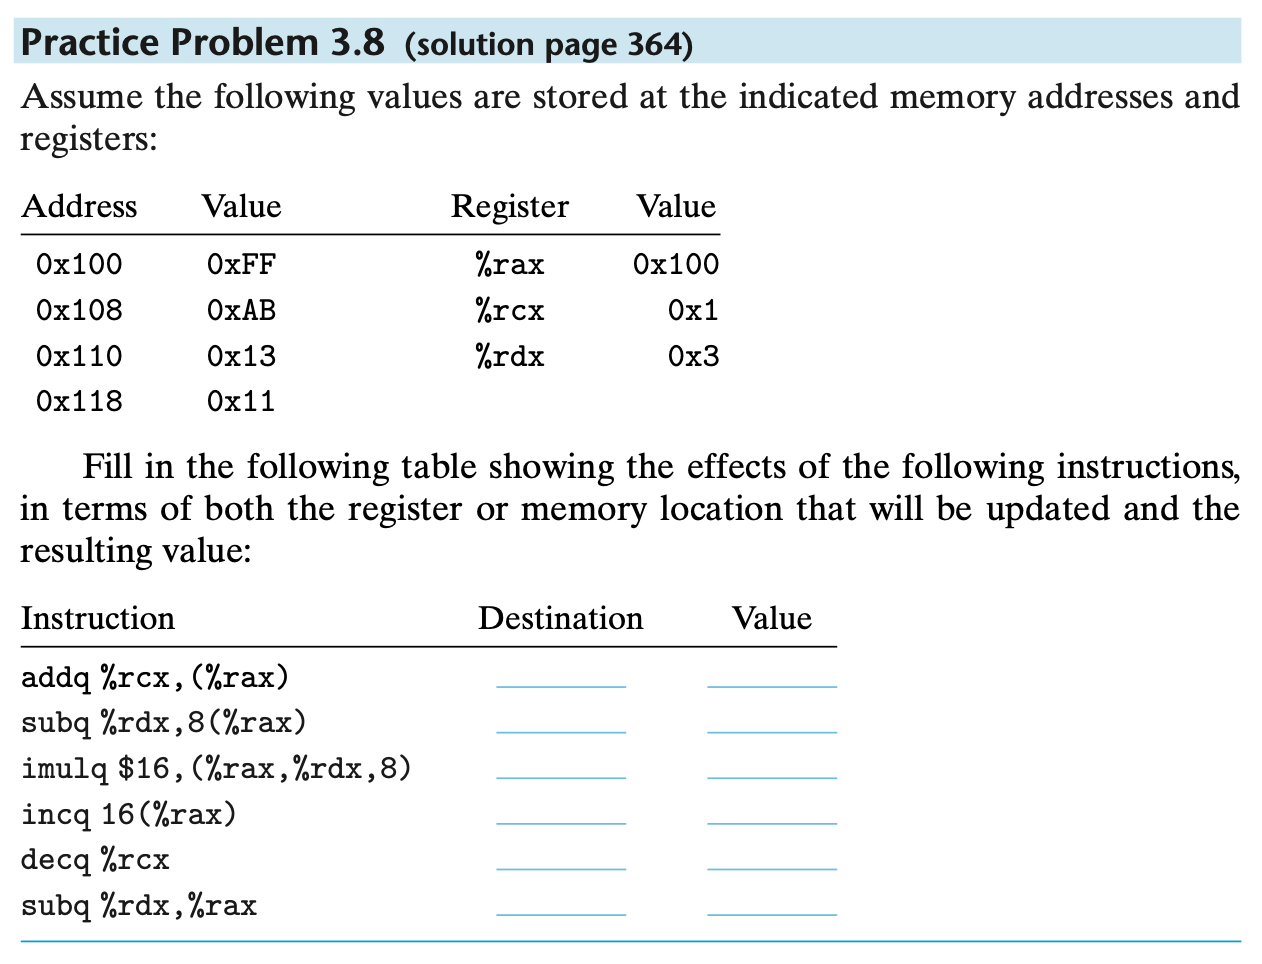 Practice Problem 3.8 (solution page 364)
Assume the following values are stored at the indicated memory addresses and
registers:
Address Value Register Value
0x100 0xFF %rax 0x100
0x108 0xAB %rcx 0x1
0x110 0x13 %rdx 0x3
0x118 0x11
Fill in the following table showing the effects of the following instructions,
in terms of both the register or memory location that will be updated and the
resulting value:
Instruction Destination Value
addq %rcx,(%rax)
subq %rdx,8(%rax)
imulq $16,(%rax,%rdx,8)
incq 16(%rax)
decq %rcx
subq %rdx,%rax